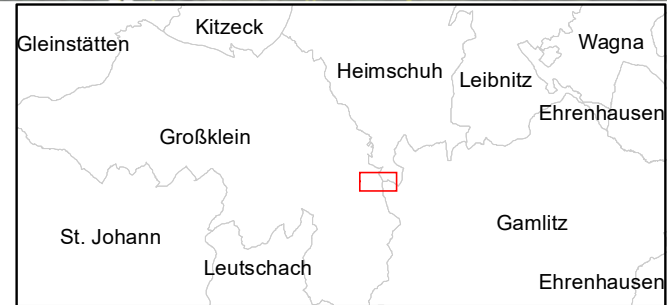 Kitzeck
Gleinstätten
Wagna
Heimschuh
Leibnitz
Ehrenhausen
Großklein
Gamlitz
St. Johann
Leutschach
Ehrenhausen